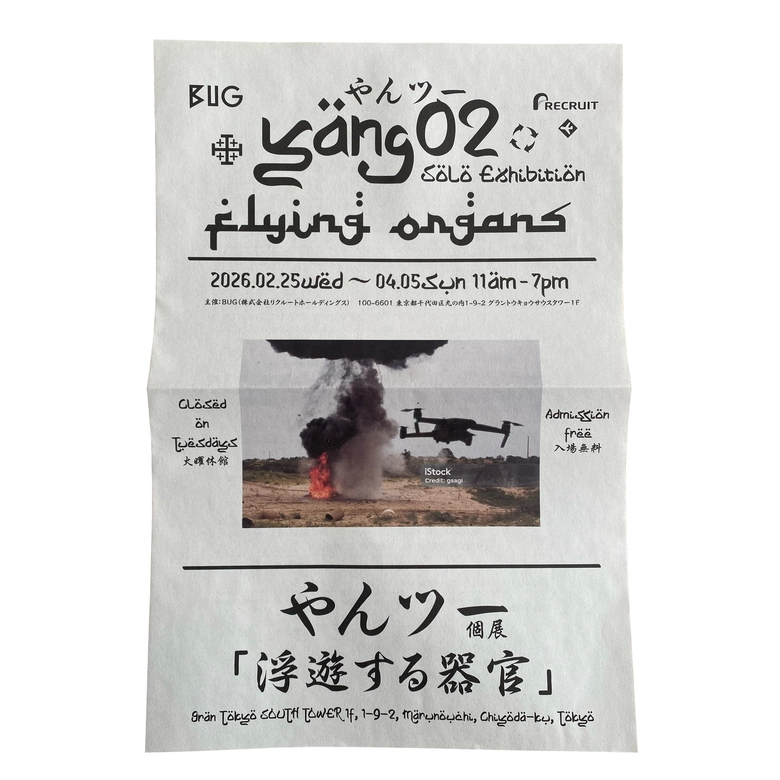 BUG
やんツー
RECRUIT
yäng02
SöLö Exhibitiön
flying organs
2026.02.25wëd 〜 04.05sun 11äm - 7pm
主催:BUG(株式会社リクルートホールディングス) 100-6601 東京都千代田区丸の内1-9-2 グラントウキョウサウスタワー1F
Clösëd
ön
Tuësdäys
火曜休館
Admissiön
frëë
入場無料
iStock
Credit: gsagi
やんツー
個展
「浮遊する器官」
grän Tökyö SOUTH TOWER 1f, 1-9-2, Märunöuchi, Chiyödä-ku, Tökyö